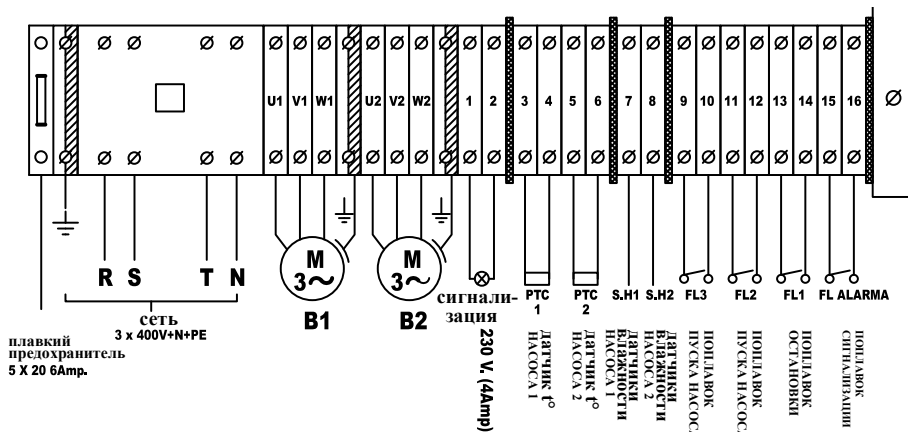 U1 V1 W1 U2 V2 W2 1 2 3 4 5 6 7 8 9 10 11 12 13 14 15 16
R S T N
M
3~
M
3~
B1
B2
сеть
3 x 400V+N+PE
плавкий
предохранитель
5 X 20 6Amp.
сигнали-
зация
230 V. (4Amp)
PTC
1
PTC
2
S.H1
S.H2
FL3
FL2
FL1
FL ALARMA
датчик t°
НАСОСА 1
датчик t°
НАСОСА 2
датчики
влажности
НАСОСА 1
датчики
влажности
НАСОСА 2
ПОПЛАВОК
ПУСКА НАСОС.
ПОПЛАВОК
ПУСКА НАСОС.
ПОПЛАВОК
ОСТАНОВКИ
ПОПЛАВОК
СИГНАЛИЗАЦИИ